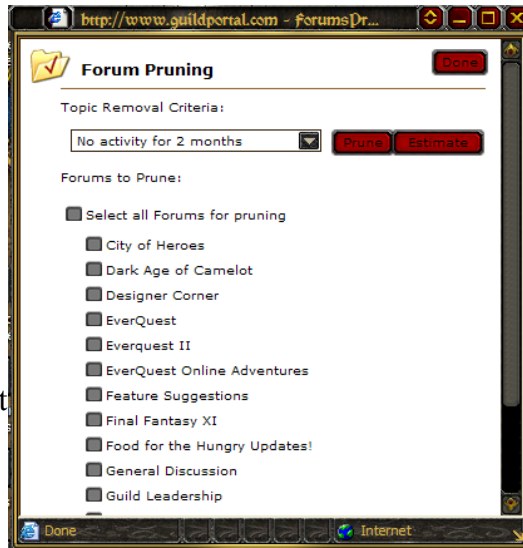 http://www.guildportal.com - ForumsPr...
Forum Pruning
Done
Topic Removal Criteria:
No activity for 2 months
Prune
Estimate
Forums to Prune:
Select all Forums for pruning
City of Heroes
Dark Age of Camelot
Designer Corner
EverQuest
Everquest II
EverQuest Online Adventures
Feature Suggestions
t
Final Fantasy XI
Food for the Hungry Updates!
General Discussion
Guild Leadership
Done
Internet